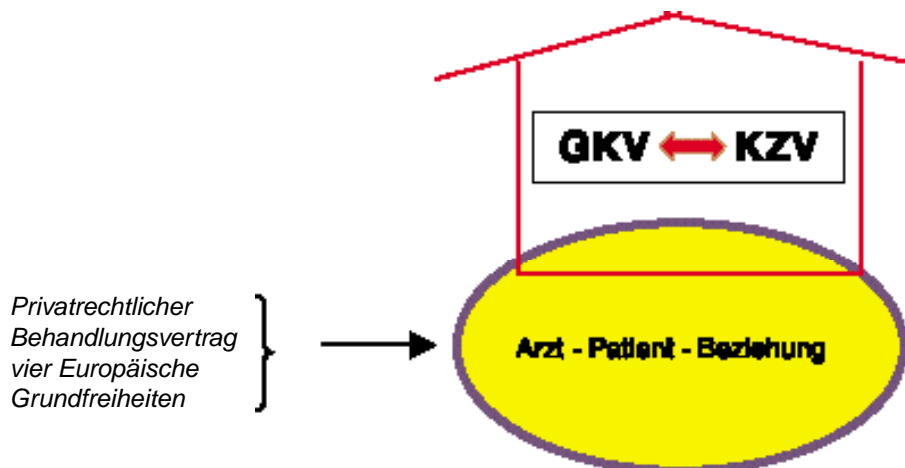 GKV KZV
Privatrechtlicher
Behandlungsvertrag
vier Europäische
Grundfreiheiten
Arzt - Patient - Beziehung